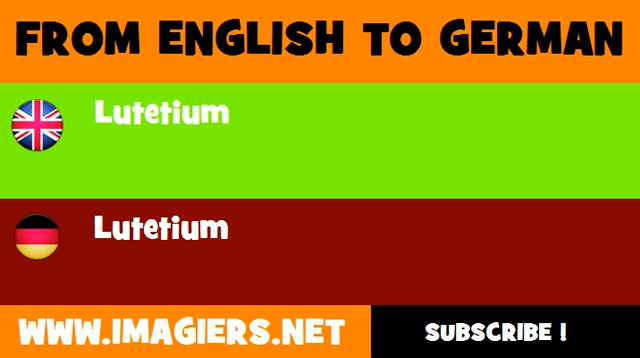 FROM ENGLISH TO GERMAN
Lutetium
Lutetium
WWW.IMAGIERS.NET
SUBSCRIBE !